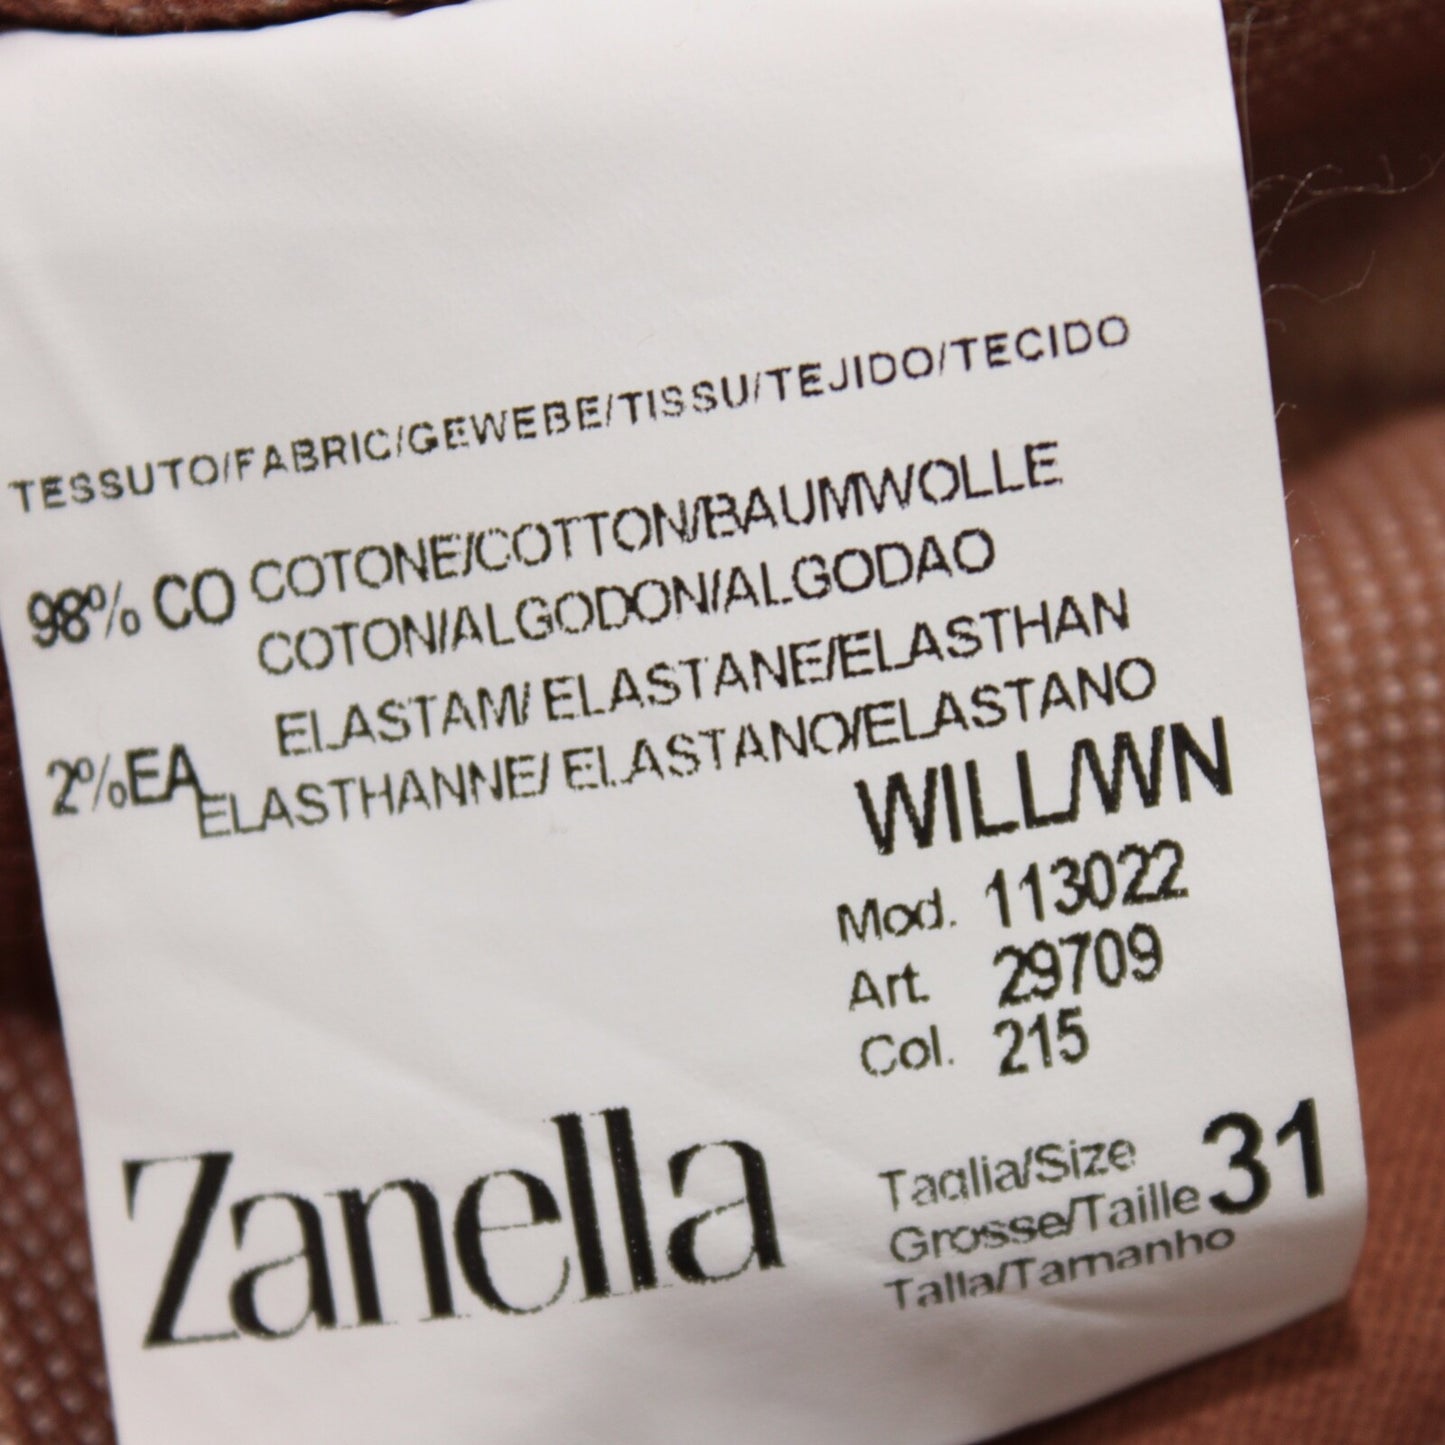 TESSUTO/FABRIC/GEWEBE/TISSU/TEJIDO/TECIDO
98% CO COTONE/COTTON/BAUMWOLLE
COTON/ALGODON/ALGODAO
2%EA ELASTAM/ ELASTANE/ELASTHAN
ELASTHANNE/ ELASTANO/ELASTANO
WILL/WN
Mod. 113022
Art. 29709
Col. 215
Zanella
Taglia/Size 31
Grosse/Taille
Talla/Tamanho